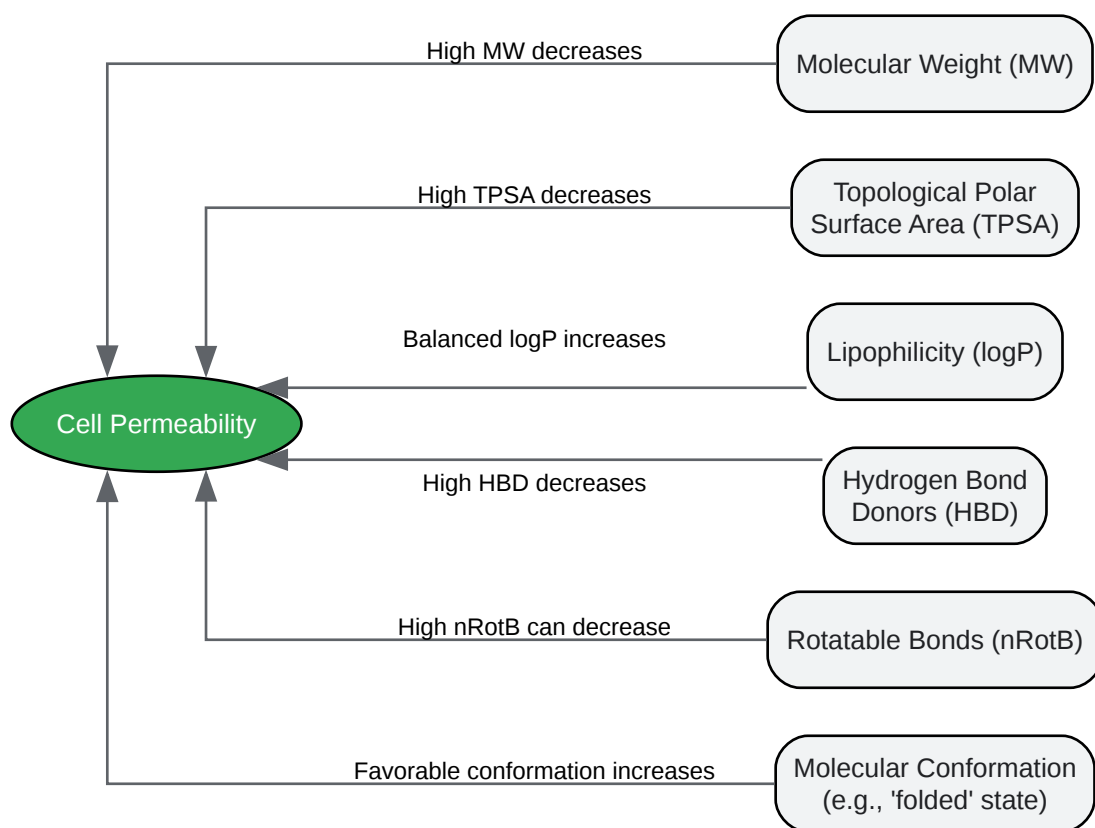 High MW decreases
Molecular Weight (MW)
High TPSA decreases
Topological Polar
Surface Area (TPSA)
Balanced logP increases
Lipophilicity (logP)
Cell Permeability
High HBD decreases
Hydrogen Bond
Donors (HBD)
High nRotB can decrease
Rotatable Bonds (nRotB)
Favorable conformation increases
Molecular Conformation
(e.g., 'folded' state)